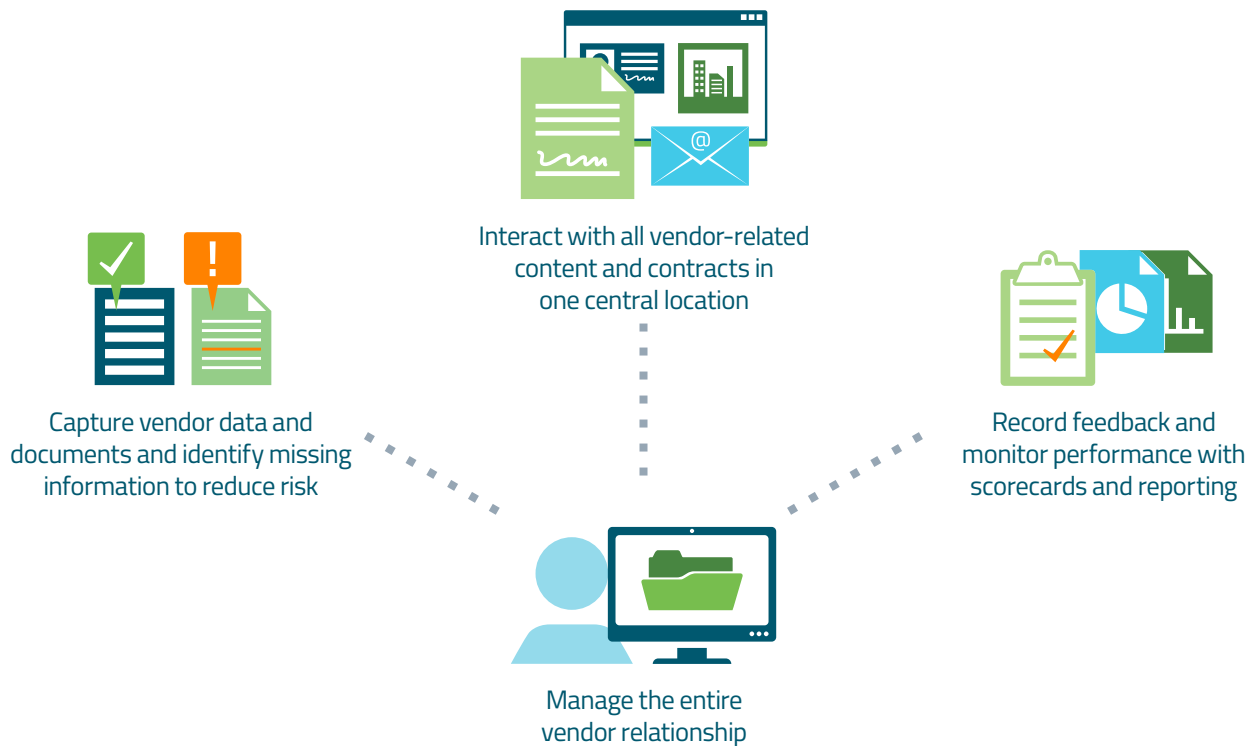 @
Interact with all vendor-related
content and contracts in
one central location
!
Capture vendor data and
documents and identify missing
information to reduce risk
Record feedback and
monitor performance with
scorecards and reporting
Manage the entire
vendor relationship